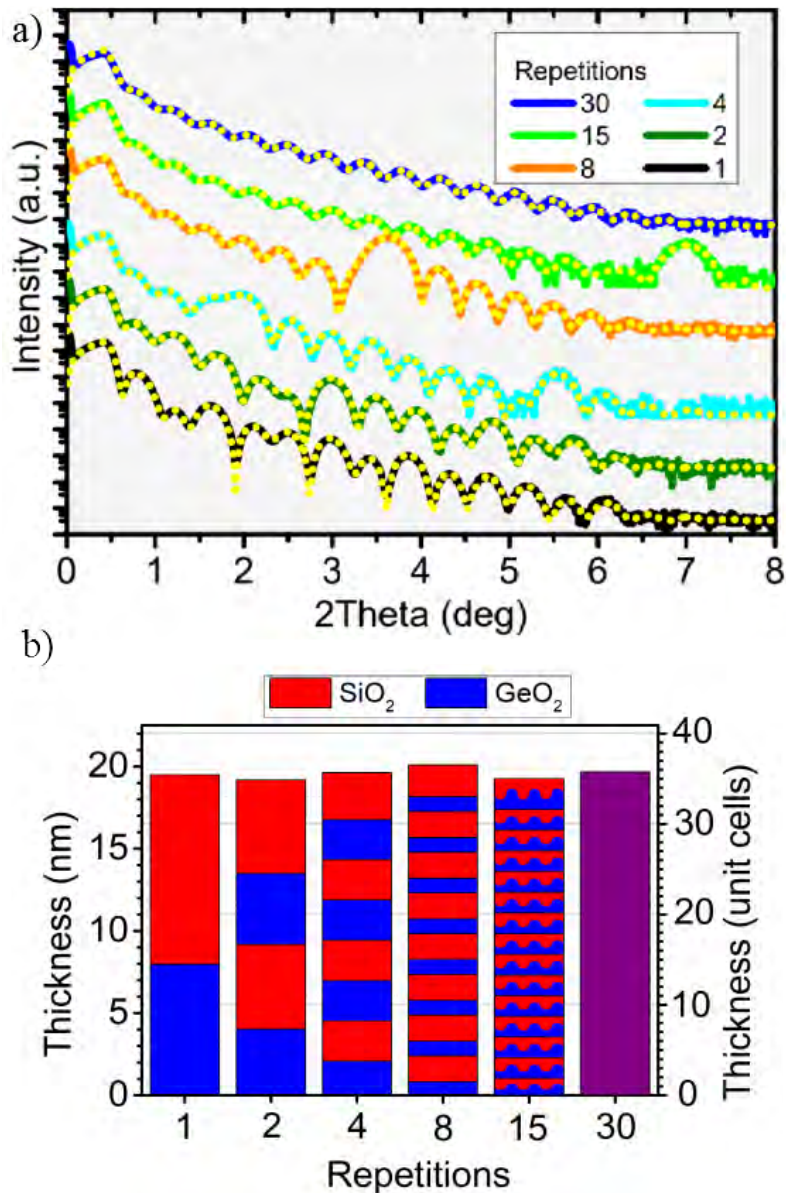 a)
Repetitions
30 4
15 2
8 1
Intensity (a.u.)
0 1 2 3 4 5 6 7 8
2Theta (deg)
b)
SiO2 GeO2
Thickness (nm)
20
15
10
5
0
40
30
20
10
0
Thickness (unit cells)
1 2 4 8 15 30
Repetitions